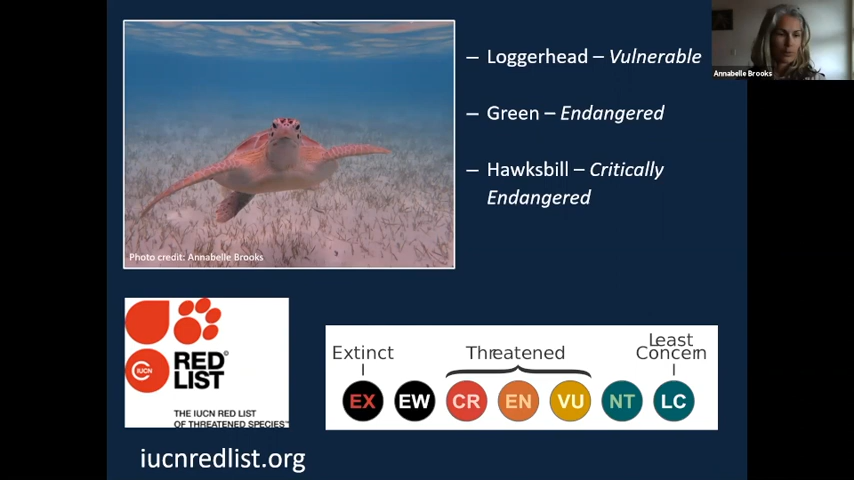 – Loggerhead – Vulnerable
Annabelle Brooks
– Green – Endangered
– Hawksbill – Critically
Endangered
Photo credit: Annabelle Brooks
IUCN
RED
LIST
THE IUCN RED LIST
OF THREATENED SPECIES™
Extinct
Threatened
Least
Concern
EX
EW
CR
EN
VU
NT
LC
iucnredlist.org